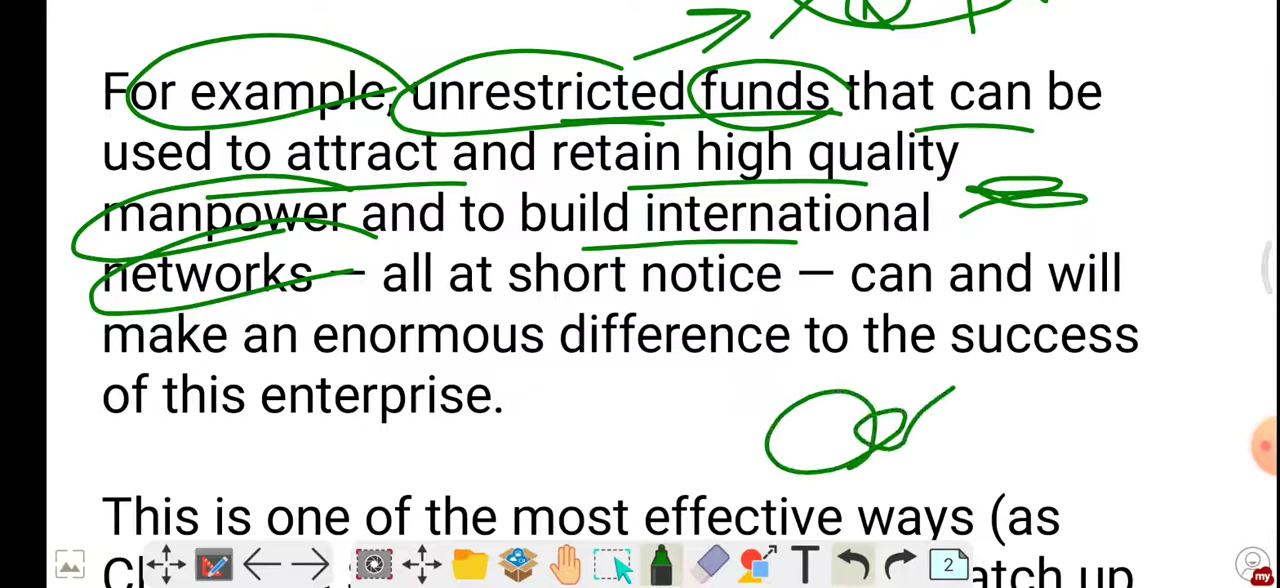 For example, unrestricted funds that can be
used to attract and retain high quality
manpower and to build international
networks — all at short notice — can and will
make an enormous difference to the success
of this enterprise.
This is one of the most effective ways (as
T
2
my